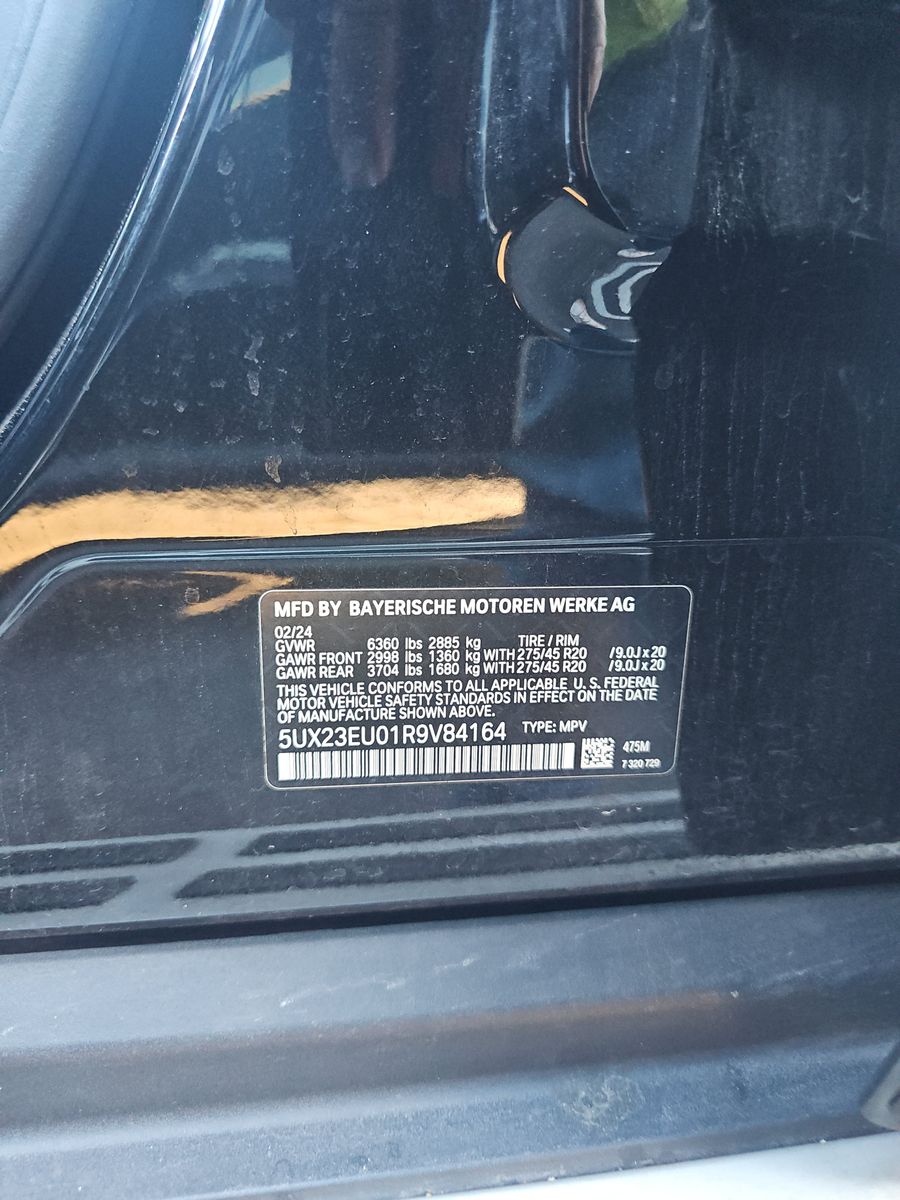 MFD BY BAYERISCHE MOTOREN WERKE AG
02/24
GVWR 6360 lbs 2885 kg TIRE / RIM
GAWR FRONT 2998 lbs 1360 kg WITH 275/45 R20 / 9.0J x 20
GAWR REAR 3704 lbs 1680 kg WITH 275/45 R20 / 9.0J x 20
THIS VEHICLE CONFORMS TO ALL APPLICABLE U. S. FEDERAL
MOTOR VEHICLE SAFETY STANDARDS IN EFFECT ON THE DATE
OF MANUFACTURE SHOWN ABOVE.
5UX23EU01R9V84164 TYPE: MPV
475M
7 320 729